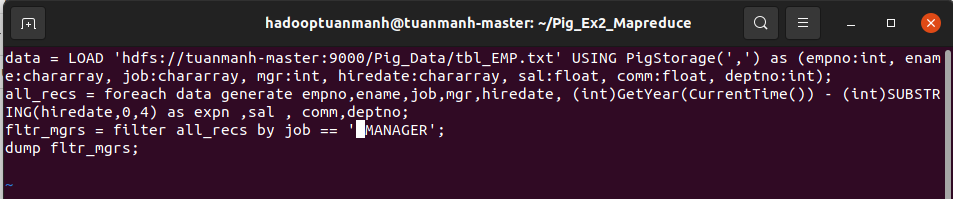 hadooptuanmanh@tuanmanh-master: ~/Pig_Ex2_Mapreduce
data = LOAD 'hdfs://tuanmanh-master:9000/Pig_Data/tbl_EMP.txt' USING PigStorage(',') as (empno:int, enam
e:chararray, job:chararray, mgr:int, hiredate:chararray, sal:float, comm:float, deptno:int);
all_recs = foreach data generate empno,ename,job,mgr,hiredate, (int)GetYear(CurrentTime()) - (int)SUBSTR
ING(hiredate,0,4) as expn ,sal , comm,deptno;
fltr_mgrs = filter all_recs by job == ' MANAGER';
dump fltr_mgrs;
~